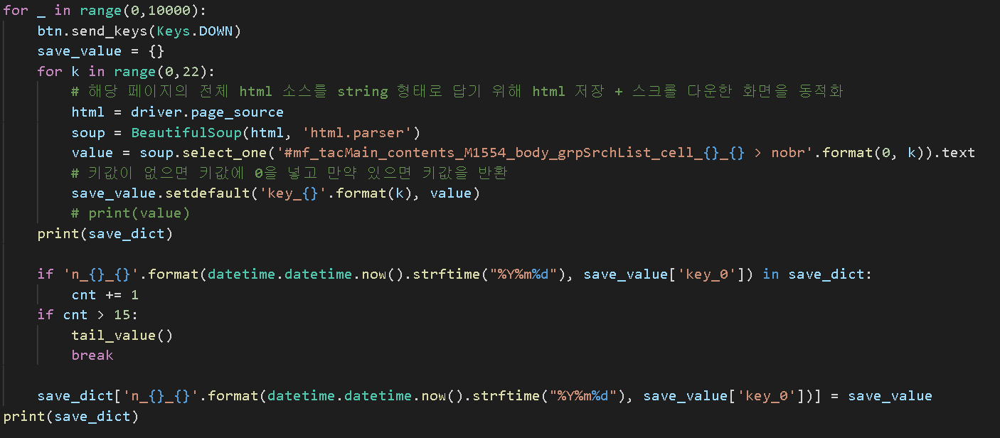 for _ in range(0,10000):
    btn.send_keys(Keys.DOWN)
    save_value = {}
    for k in range(0,22):
        # 해당 페이지의 전체 html 소스를 string 형태로 답기 위해 html 저장 + 스크롤 다운한 화면을 동적화
        html = driver.page_source
        soup = BeautifulSoup(html, 'html.parser')
        value = soup.select_one('#mf_tacMain_contents_M1554_body_grpSrchList_cell_{}_{} > nobr'.format(0, k)).text
        # 키값이 없으면 키값에 0을 넣고 만약 있으면 키값을 반환
        save_value.setdefault('key_{}'.format(k), value)
        # print(value)
    print(save_dict)
    if 'n_{}_{}'.format(datetime.datetime.now().strftime("%Y%m%d"), save_value['key_0']) in save_dict:
        cnt += 1
    if cnt > 15:
        tail_value()
        break
    save_dict['n_{}_{}'.format(datetime.datetime.now().strftime("%Y%m%d"), save_value['key_0'])] = save_value
print(save_dict)